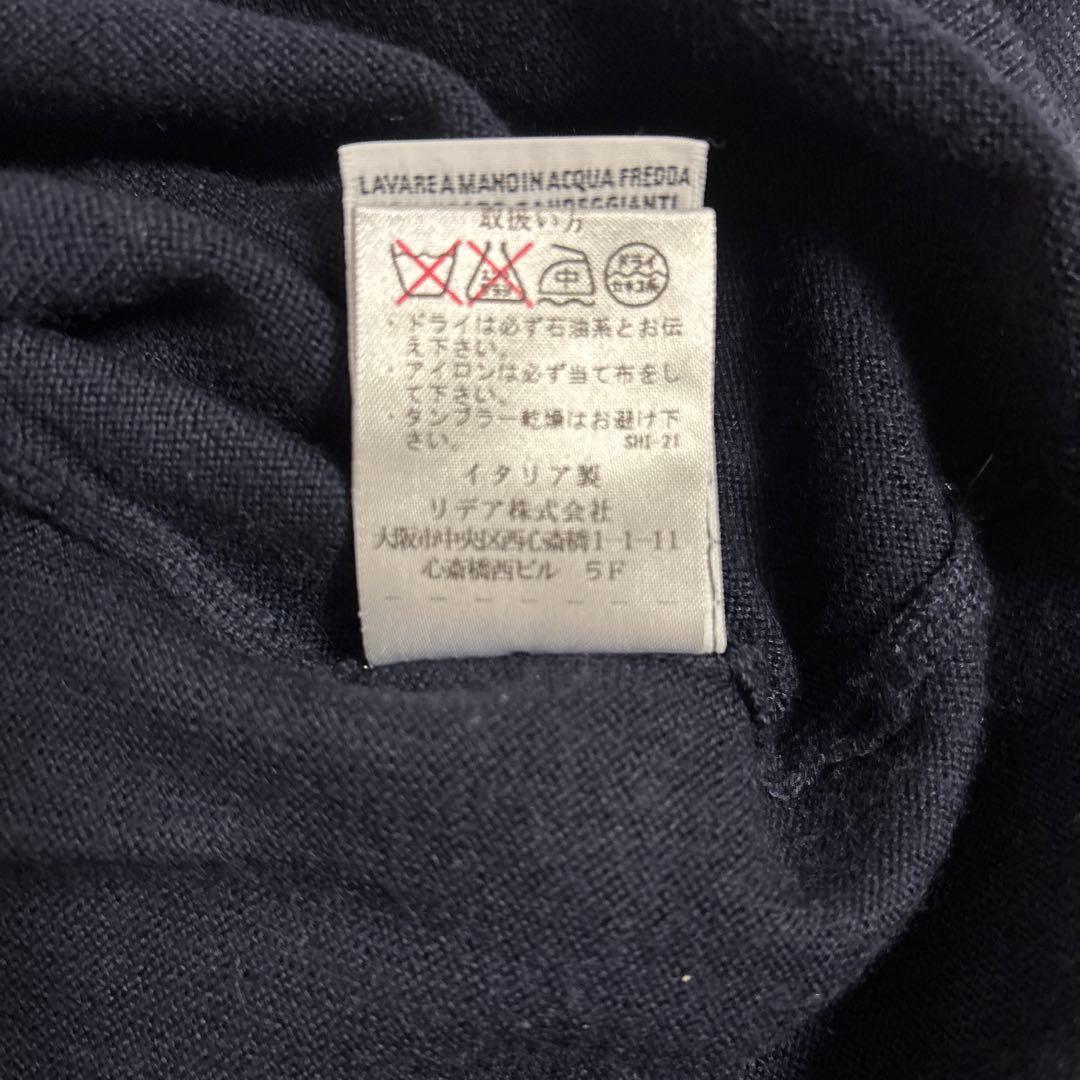 LAVARE A MANO IN ACQUA FREDDA
CANDEGGIANTI
取扱い方
中
ドライ
セキユ系
・ドライは必ず石油系とお伝
え下さい。
・アイロンは必ず当て布をし
て下さい。
・タンブラー乾燥はお避け下
さい。 SHI-21
イタリア製
リデア株式会社
大阪市中央区西心斎橋1-1-11
心斎橋西ビル 5F